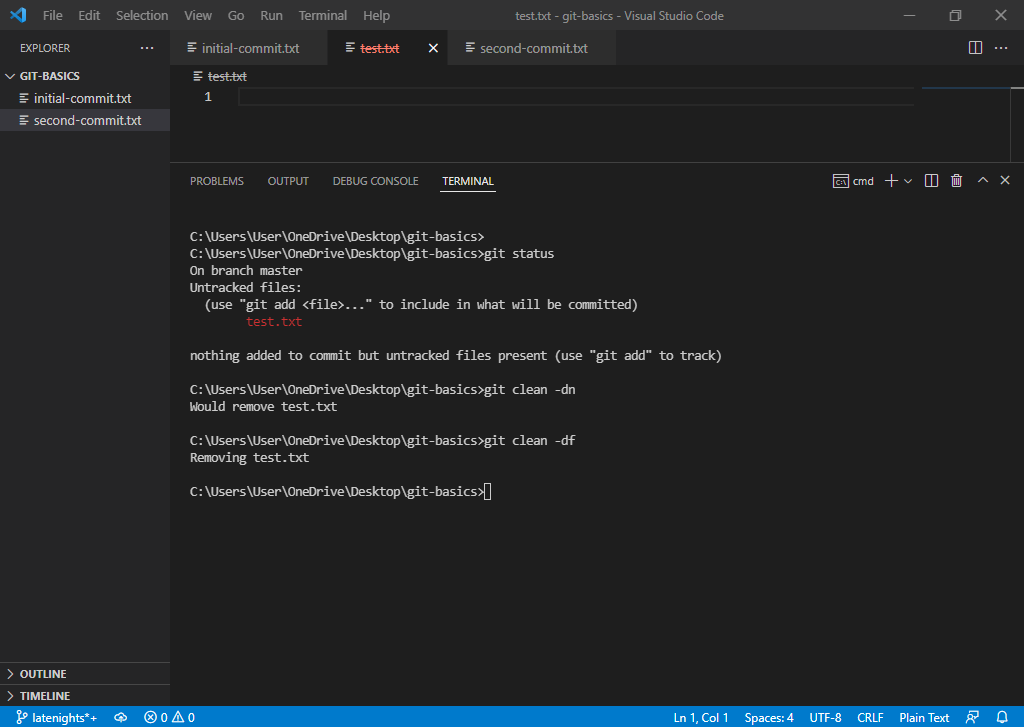 File Edit Selection View Go Run Terminal Help test.txt - git-basics - Visual Studio Code
EXPLORER ... initial-commit.txt test.txt second-commit.txt ...
GIT-BASICS
initial-commit.txt
second-commit.txt
test.txt
1
PROBLEMS OUTPUT DEBUG CONSOLE TERMINAL cmd
C:\Users\User\OneDrive\Desktop\git-basics>
C:\Users\User\OneDrive\Desktop\git-basics>git status
On branch master
Untracked files:
(use "git add <file>..." to include in what will be committed)
test.txt
nothing added to commit but untracked files present (use "git add" to track)
C:\Users\User\OneDrive\Desktop\git-basics>git clean -dn
Would remove test.txt
C:\Users\User\OneDrive\Desktop\git-basics>git clean -df
Removing test.txt
C:\Users\User\OneDrive\Desktop\git-basics>
OUTLINE
TIMELINE
latenights*+ 0 0 Ln 1, Col 1 Spaces: 4 UTF-8 CRLF Plain Text